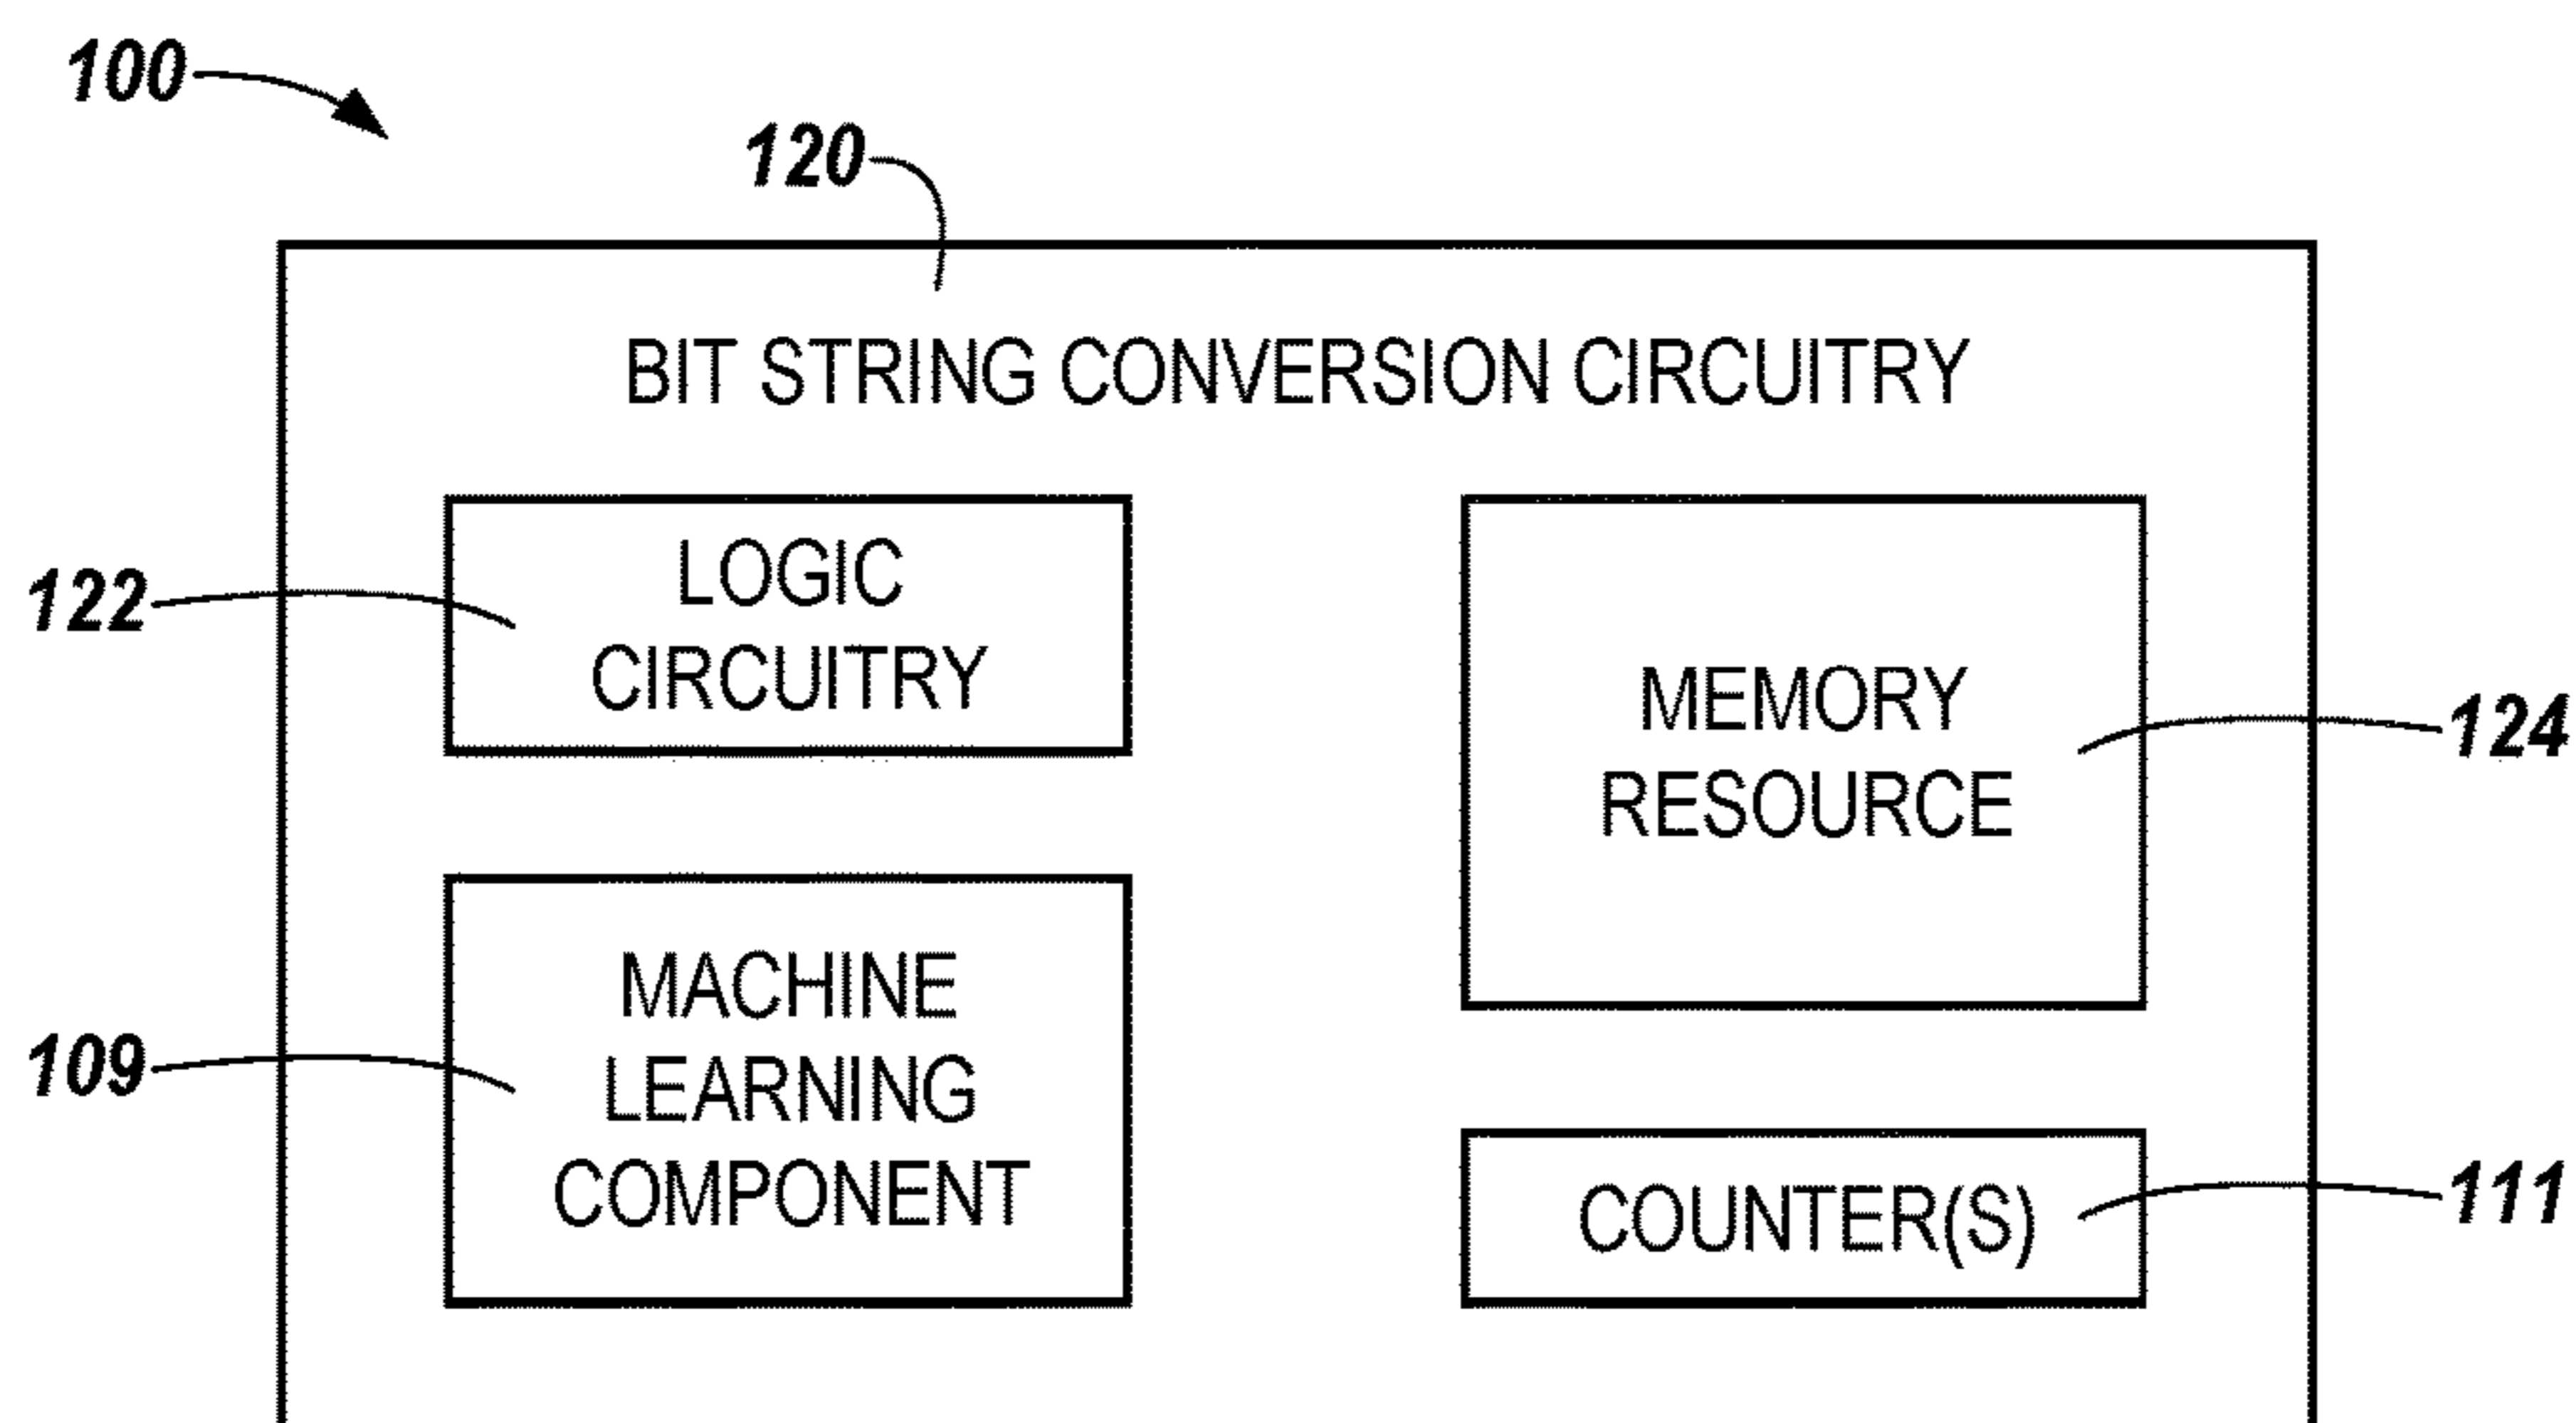 100
120
BIT STRING CONVERSION CIRCUITRY
122
LOGIC
CIRCUITRY
MEMORY
RESOURCE
124
109
MACHINE
LEARNING
COMPONENT
COUNTER(S)
111